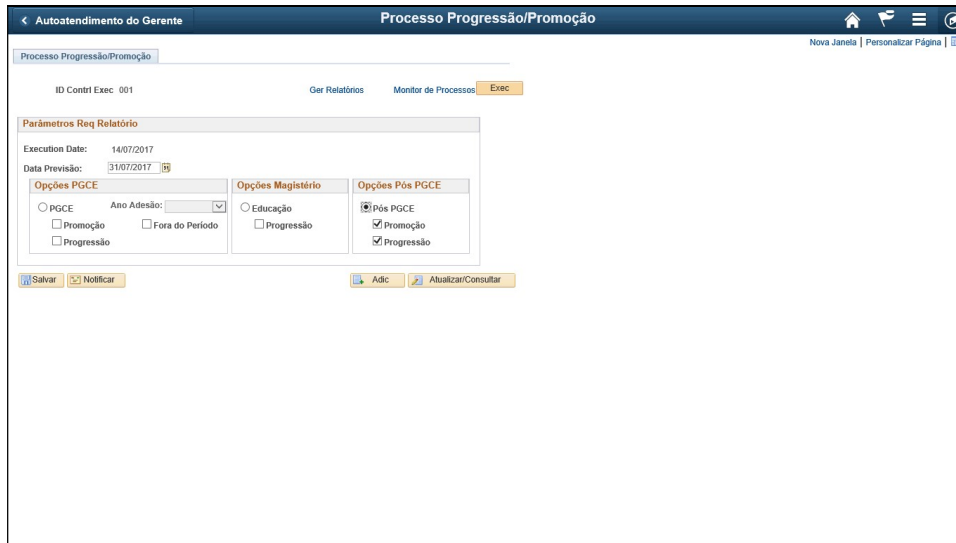 Autoatendimento do Gerente Processo Progressão/Promoção
Nova Janela | Personalizar Página |
Processo Progressão/Promoção
ID Contrl Exec 001 Ger Relatórios Monitor de Processos Exec
Parâmetros Req Relatório
Execution Date: 14/07/2017
Data Previsão: 31/07/2017
Opções PGCE Opções Magistério Opções Pós PGCE
PGCE Ano Adesão: Educação Pós PGCE
Promoção Fora do Período Progressão Promoção
Progressão Progressão
Salvar Notificar Adic Atualizar/Consultar